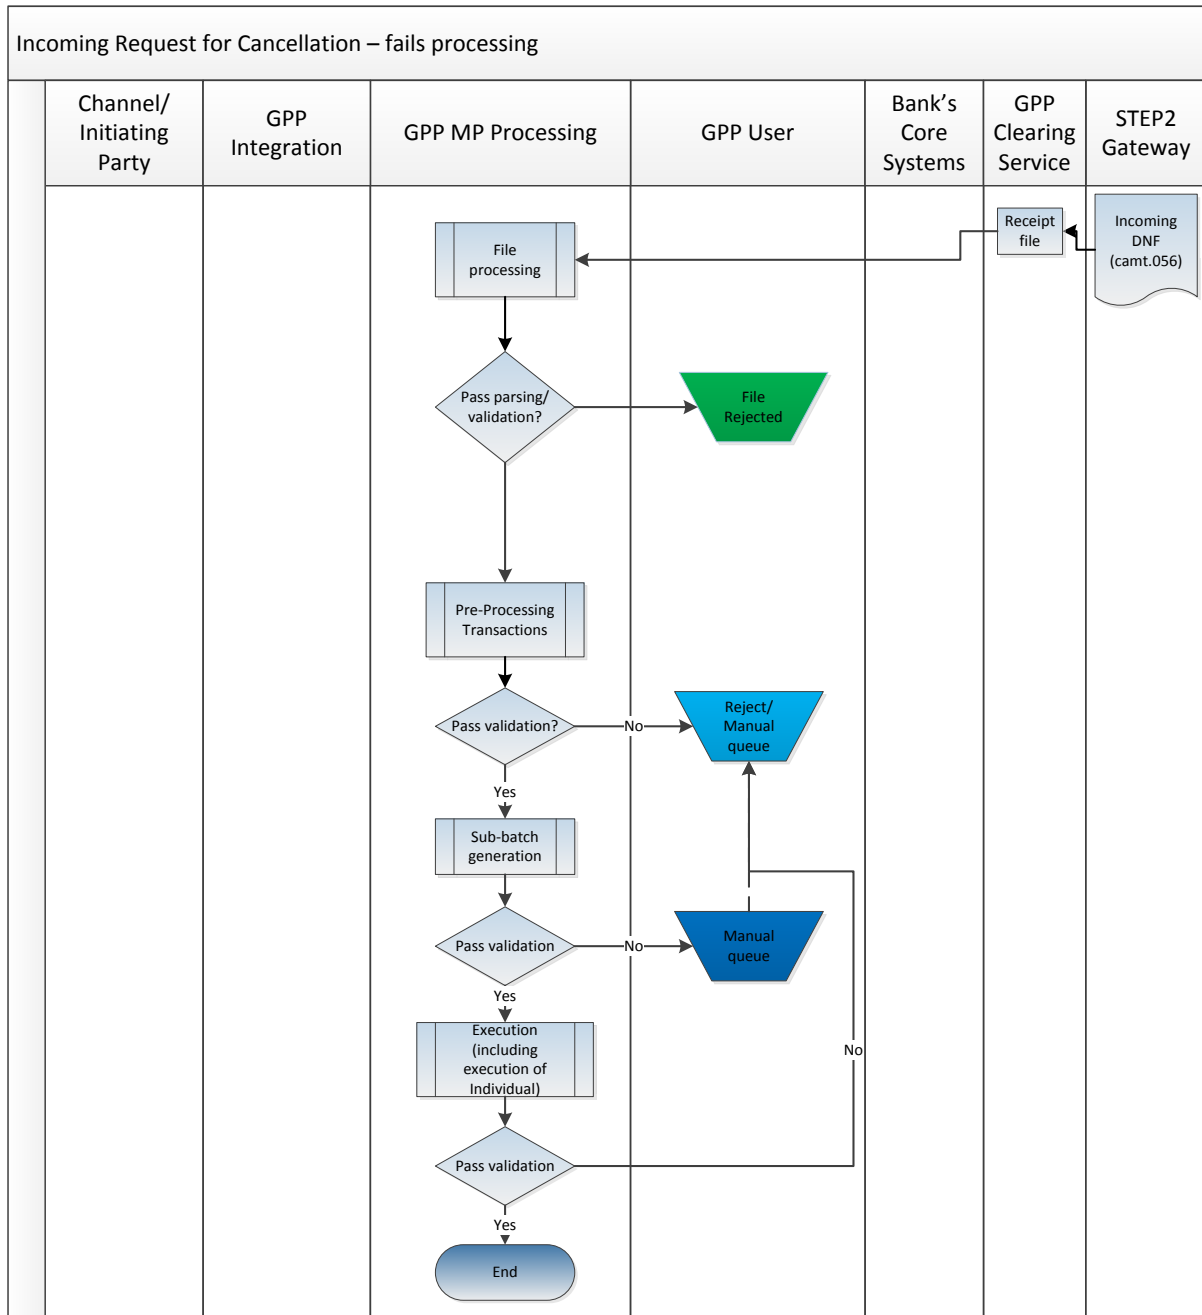 Incoming Request for Cancellation – fails processing
Channel/
Initiating
Party
GPP
Integration
GPP MP Processing
GPP User
Bank’s
Core
Systems
GPP
Clearing
Service
STEP2
Gateway
Receipt
file
Incoming
DNF
(camt.056)
File
processing
Pass parsing/
validation?
File
Rejected
Pre-Processing
Transactions
Pass validation?
No
Reject/
Manual
queue
Yes
Sub-batch
generation
Pass validation
No
Manual
queue
Yes
Execution
(including
execution of
Individual)
No
Pass validation
Yes
End